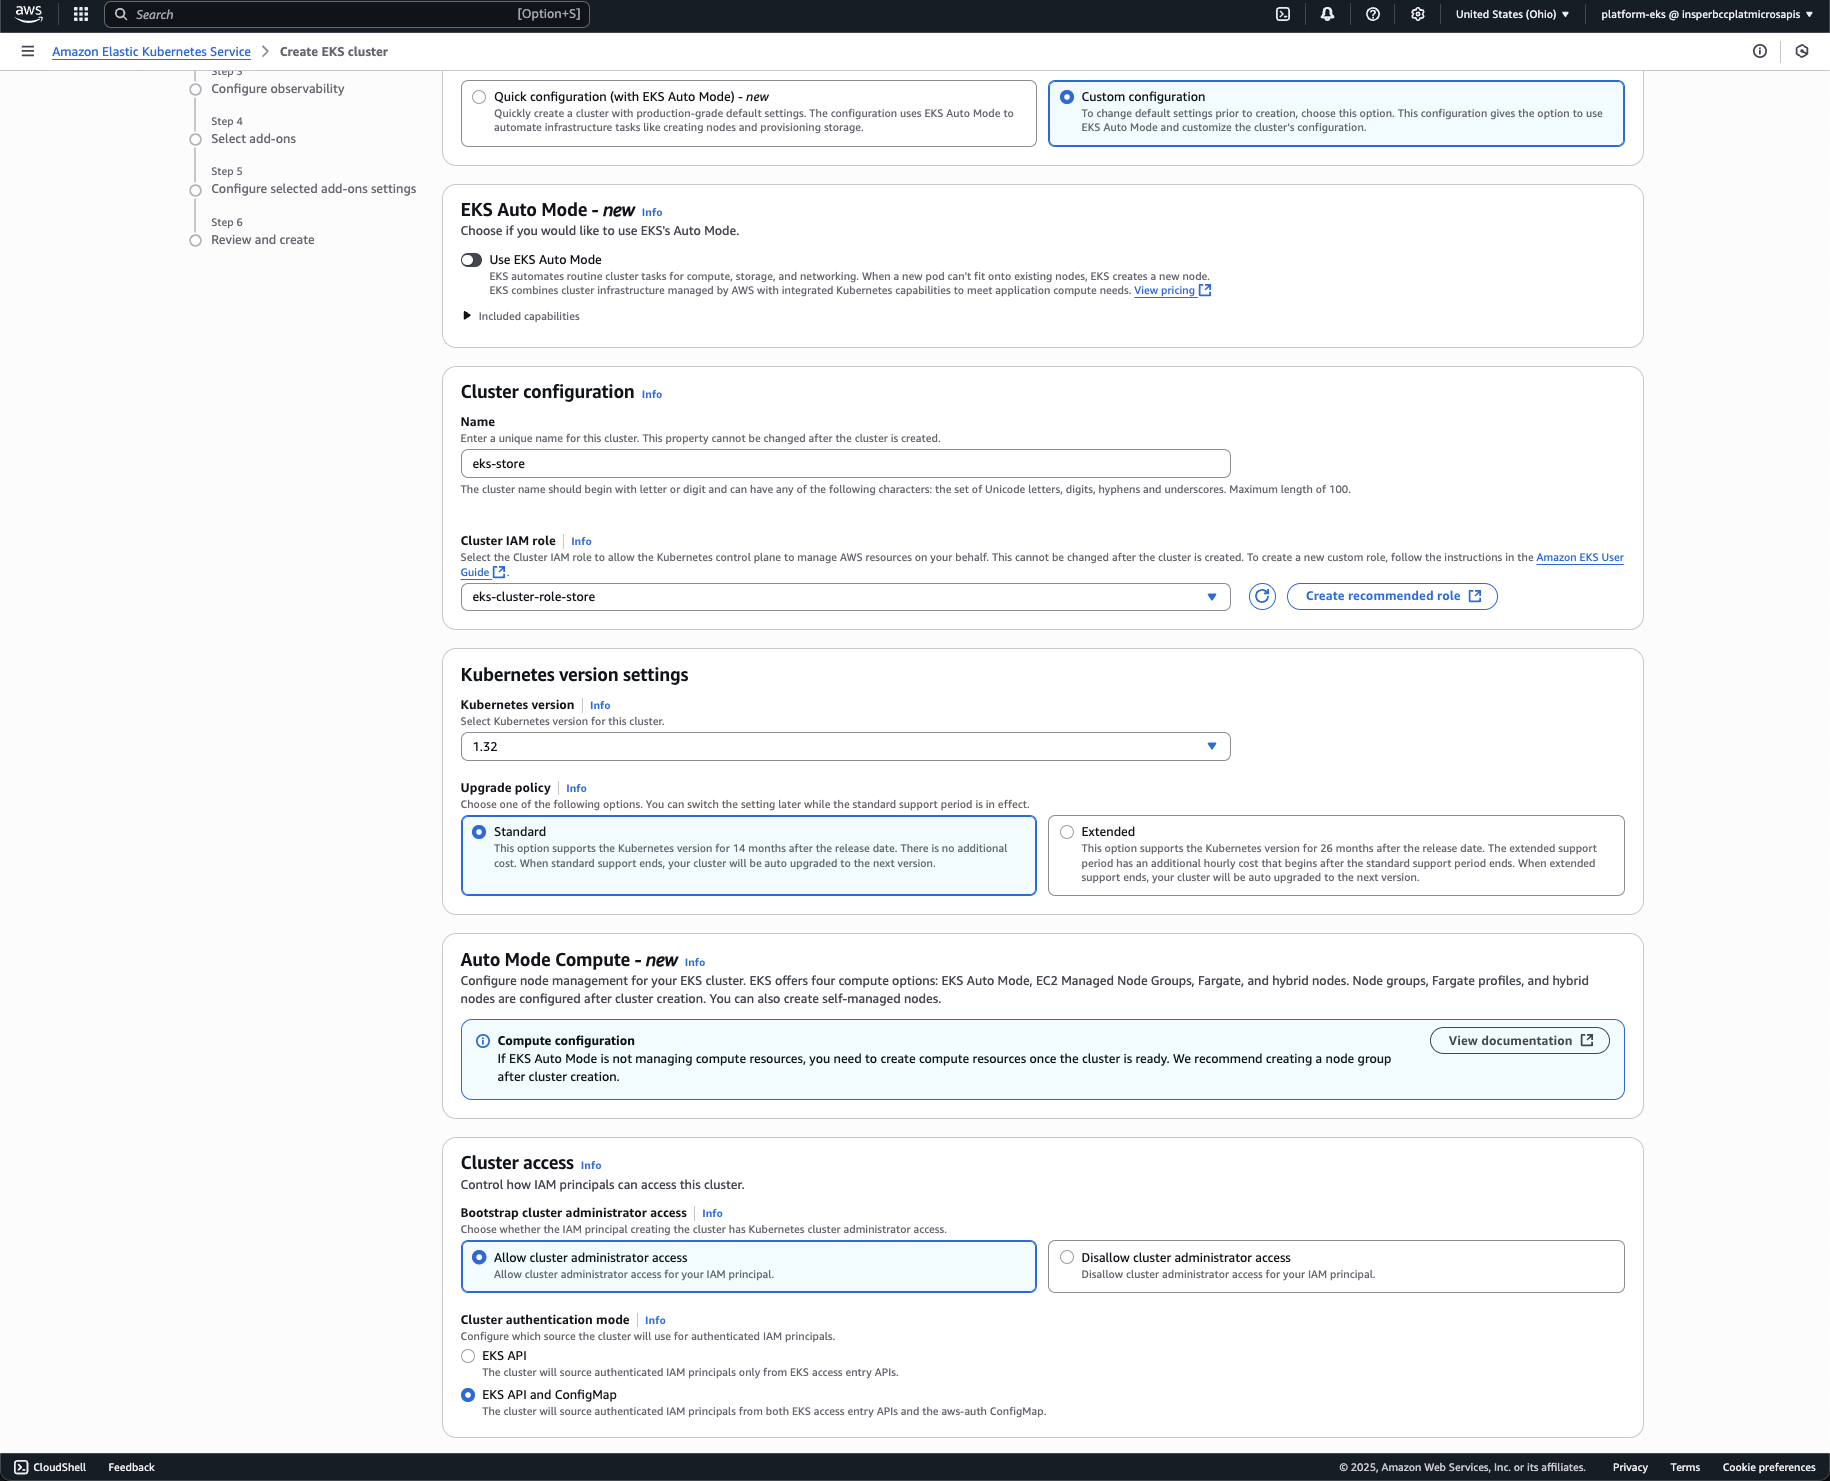 aws
Search
[Option+S]
United States (Ohio)
platform-eks @ insperbccplatmicrosapis
Amazon Elastic Kubernetes Service
Create EKS cluster
Step 3
Configure observability
Step 4
Select add-ons
Step 5
Configure selected add-ons settings
Step 6
Review and create
Quick configuration (with EKS Auto Mode) - new
Quickly create a cluster with production-grade default settings. The configuration uses EKS Auto Mode to
automate infrastructure tasks like creating nodes and provisioning storage.
Custom configuration
To change default settings prior to creation, choose this option. This configuration gives the option to use
EKS Auto Mode and customize the cluster's configuration.
EKS Auto Mode - new Info
Choose if you would like to use EKS's Auto Mode.
Use EKS Auto Mode
EKS automates routine cluster tasks for compute, storage, and networking. When a new pod can't fit onto existing nodes, EKS creates a new node.
EKS combines cluster infrastructure managed by AWS with integrated Kubernetes capabilities to meet application compute needs. View pricing
Included capabilities
Cluster configuration Info
Name
Enter a unique name for this cluster. This property cannot be changed after the cluster is created.
eks-store
The cluster name should begin with letter or digit and can have any of the following characters: the set of Unicode letters, digits, hyphens and underscores. Maximum length of 100.
Cluster IAM role Info
Select the Cluster IAM role to allow the Kubernetes control plane to manage AWS resources on your behalf. This cannot be changed after the cluster is created. To create a new custom role, follow the instructions in the Amazon EKS User
Guide .
eks-cluster-role-store
Create recommended role
Kubernetes version settings
Kubernetes version Info
Select Kubernetes version for this cluster.
1.32
Upgrade policy Info
Choose one of the following options. You can switch the setting later while the standard support period is in effect.
Standard
This option supports the Kubernetes version for 14 months after the release date. There is no additional
cost. When standard support ends, your cluster will be auto upgraded to the next version.
Extended
This option supports the Kubernetes version for 26 months after the release date. The extended support
period has an additional hourly cost that begins after the standard support period ends. When extended
support ends, your cluster will be auto upgraded to the next version.
Auto Mode Compute - new Info
Configure node management for your EKS cluster. EKS offers four compute options: EKS Auto Mode, EC2 Managed Node Groups, Fargate, and hybrid nodes. Node groups, Fargate profiles, and hybrid
nodes are configured after cluster creation. You can also create self-managed nodes.
Compute configuration
If EKS Auto Mode is not managing compute resources, you need to create compute resources once the cluster is ready. We recommend creating a node group
after cluster creation.
View documentation
Cluster access Info
Control how IAM principals can access this cluster.
Bootstrap cluster administrator access Info
Choose whether the IAM principal creating the cluster has Kubernetes cluster administrator access.
Allow cluster administrator access
Allow cluster administrator access for your IAM principal.
Disallow cluster administrator access
Disallow cluster administrator access for your IAM principal.
Cluster authentication mode Info
Configure which source the cluster will use for authenticated IAM principals.
EKS API
The cluster will source authenticated IAM principals only from EKS access entry APIs.
EKS API and ConfigMap
The cluster will source authenticated IAM principals from both EKS access entry APIs and the aws-auth ConfigMap.
CloudShell
Feedback
© 2025, Amazon Web Services, Inc. or its affiliates.
Privacy
Terms
Cookie preferences